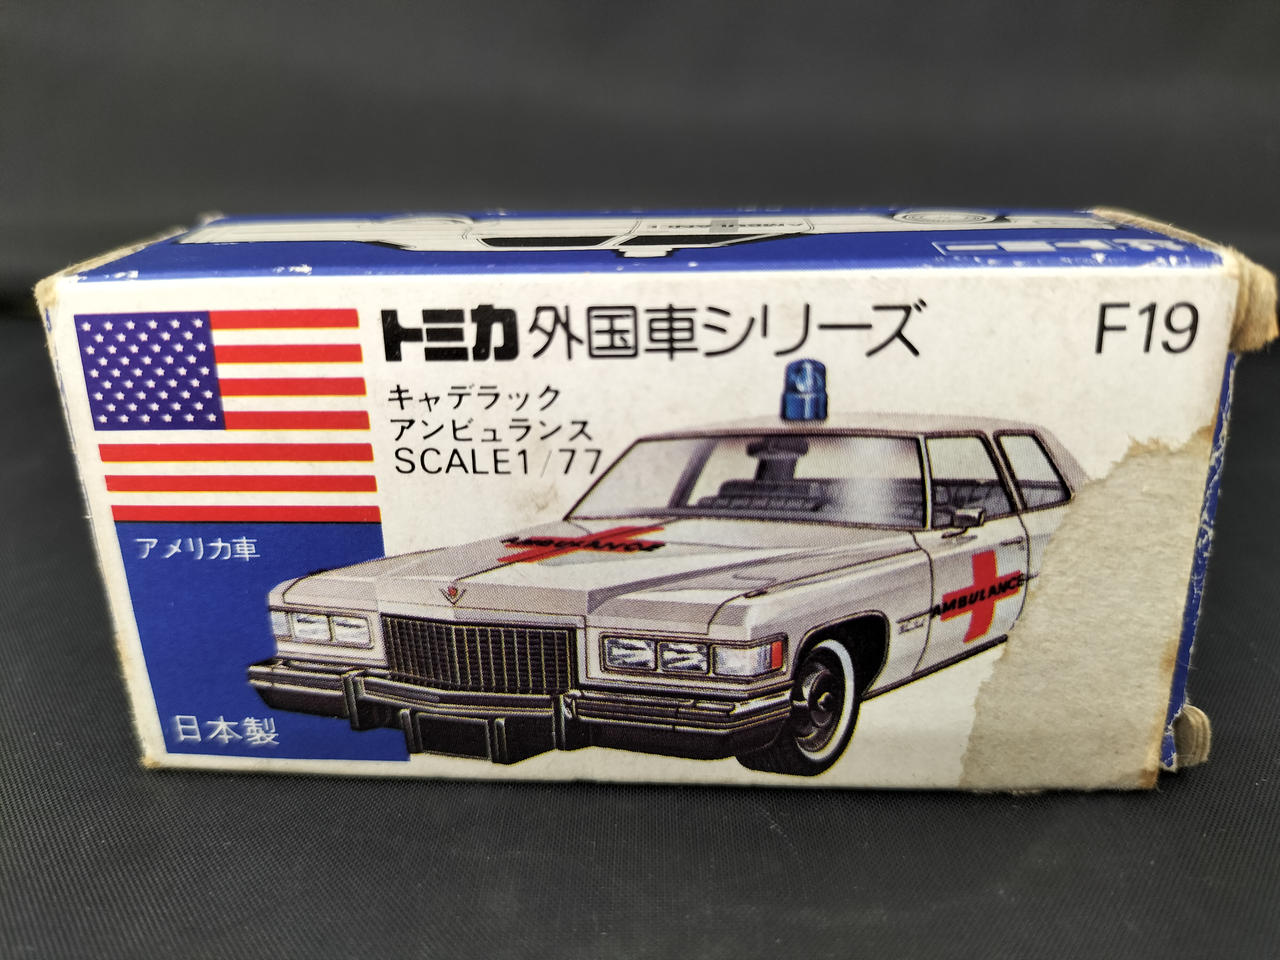 トミカ 外国車シリーズ F19
キャデラック
アンビュランス
SCALE1/77
アメリカ車
AMBULANCE
AMBULANCE
日本製